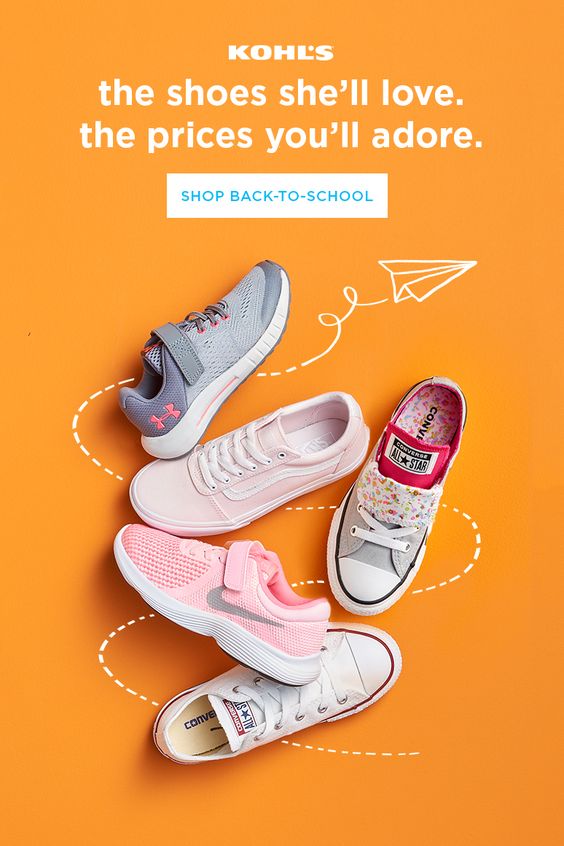 KOHL'S
the shoes she'll love.
the prices you'll adore.
SHOP BACK-TO-SCHOOL
CONVERSE
CONVERSE
ALL STAR
CONVERSE
ALL STAR